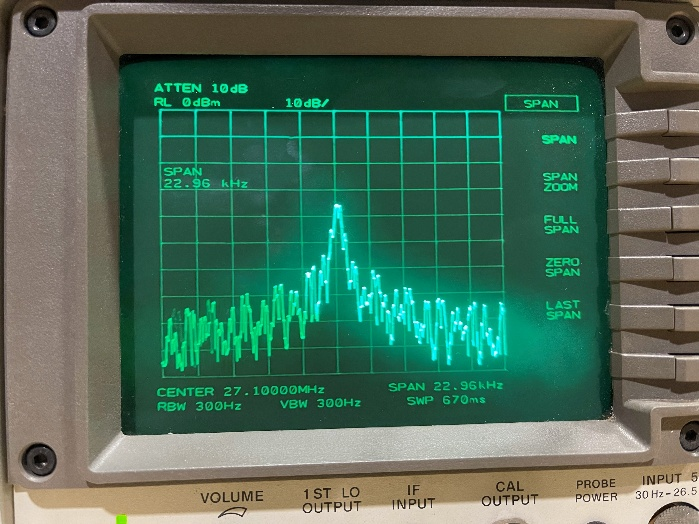 ATTEN 10dB
RL 0dBm 10dB/
SPAN
SPAN
SPAN
22.96 kHz
SPAN
ZOOM
FULL
SPAN
ZERO
SPAN
LAST
SPAN
CENTER 27.10000MHz SPAN 22.96kHz
RBW 300Hz VBW 300Hz SWP 670ms
VOLUME
1ST LO
OUTPUT
IF
INPUT
CAL
OUTPUT
PROBE
POWER
INPUT 5
30Hz-26.5